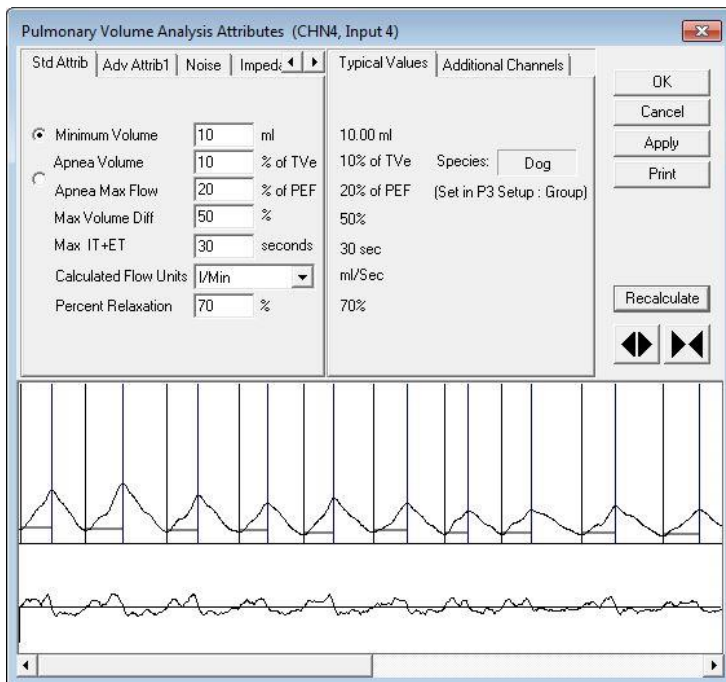 Pulmonary Volume Analysis Attributes (CHN4, Input 4)
Std Attrib Adv Attrib1 Noise Impeda
Typical Values Additional Channels
Minimum Volume 10 ml 10.00 ml
Apnea Volume 10 % of TVe 10% of TVe Species: Dog
Apnea Max Flow 20 % of PEF 20% of PEF (Set in P3 Setup : Group)
Max Volume Diff 50 % 50%
Max IT+ET 30 seconds 30 sec
Calculated Flow Units l/Min ml/Sec
Percent Relaxation 70 % 70%
OK
Cancel
Apply
Print
Recalculate